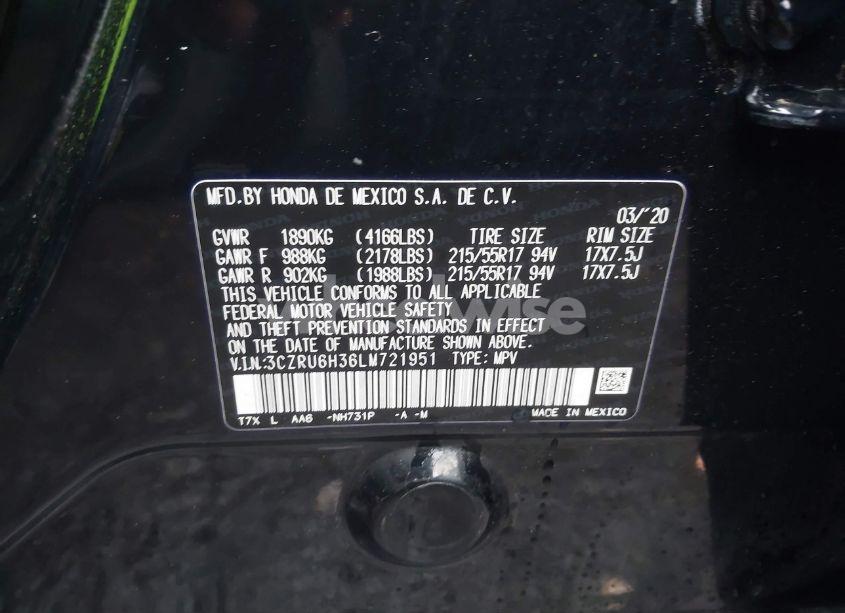 MFD.BY HONDA DE MEXICO S.A. DE C.V.
03/'20
GVWR 1890KG (4166LBS) TIRE SIZE RIM SIZE
GAWR F 988KG (2178LBS) 215/55R17 94V 17X7.5J
GAWR R 902KG (1988LBS) 215/55R17 94V 17X7.5J
THIS VEHICLE CONFORMS TO ALL APPLICABLE
FEDERAL MOTOR VEHICLE SAFETY
AND THEFT PREVENTION STANDARDS IN EFFECT
ON THE DATE OF MANUFACTURE SHOWN ABOVE.
V.I.N:3CZRU6H36LM721951 TYPE: MPV
T7X L AA6 -NH731P -A -M MADE IN MEXICO